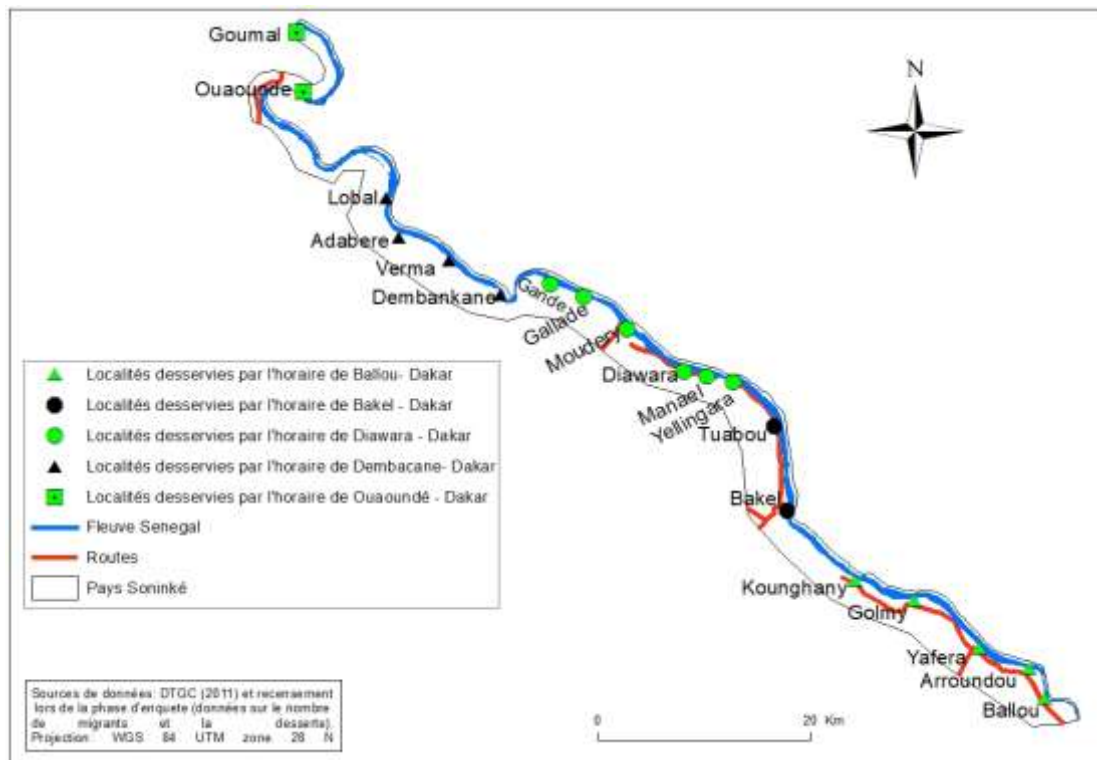 Goumal
N
Ouaounde
Lobal
Adabere
Verma
Dembankane
Gande
Gallade
Moudery
Diawara
Manael
Yellingara
Tuabou
Bakel
Kounghany
Golmy
Yafera
Arroundou
Ballou
Localités desservies par l'horaire de Ballou- Dakar
Localités desservies par l'horaire de Bakel - Dakar
Localités desservies par l'horaire de Diawara - Dakar
Localités desservies par l'horaire de Dembacane- Dakar
Localités desservies par l'horaire de Ouaoundé - Dakar
Fleuve Senegal
Routes
Pays Soninké
Sources de données: DTGC (2011) et recensement
lors de la phase d'enquete (données sur le nombre
de migrants et la desserte).
Projection WGS 84 UTM zone 28 N
0 20 Km